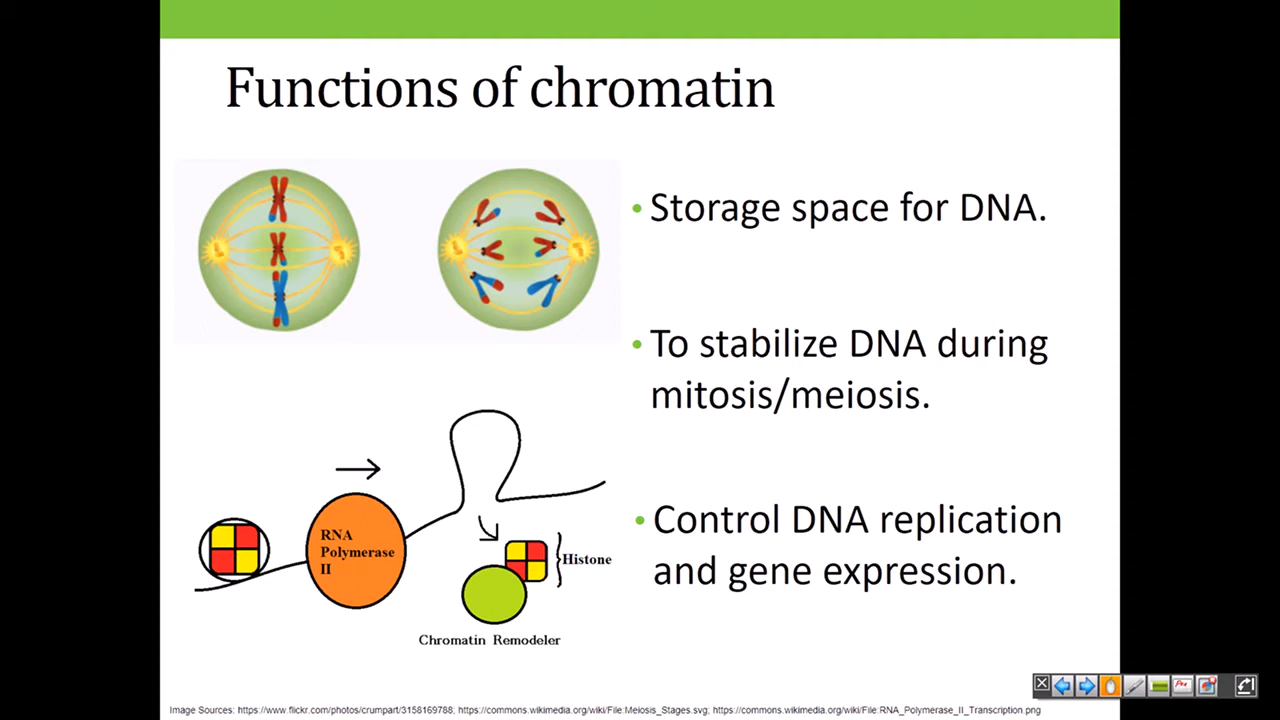 Functions of chromatin
• Storage space for DNA.
• To stabilize DNA during
mitosis/meiosis.
• Control DNA replication
and gene expression.
RNA
Polymerase
II
Histone
Chromatin Remodeler
Image Sources: https://www.flickr.com/photos/crumpart/3158169788; https://commons.wikimedia.org/wiki/File:Meiosis_Stages.svg; https://commons.wikimedia.org/wiki/File:RNA_Polymerase_II_Transcription.png